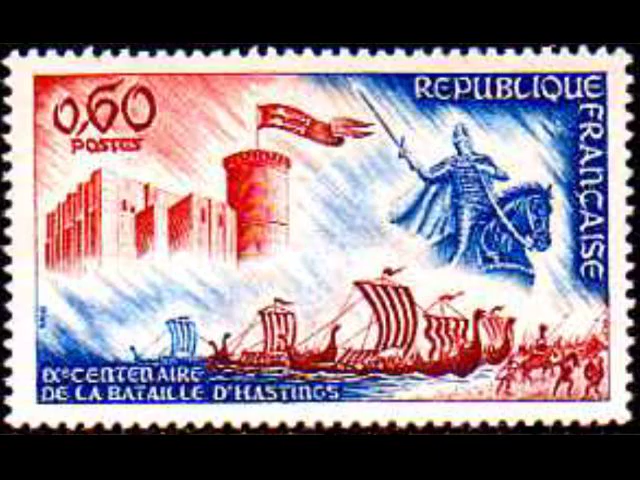 0,60
POSTES
REPUBLIQUE
FRANÇAISE
IXᵉ CENTENAIRE
DE LA BATAILLE D'HASTINGS